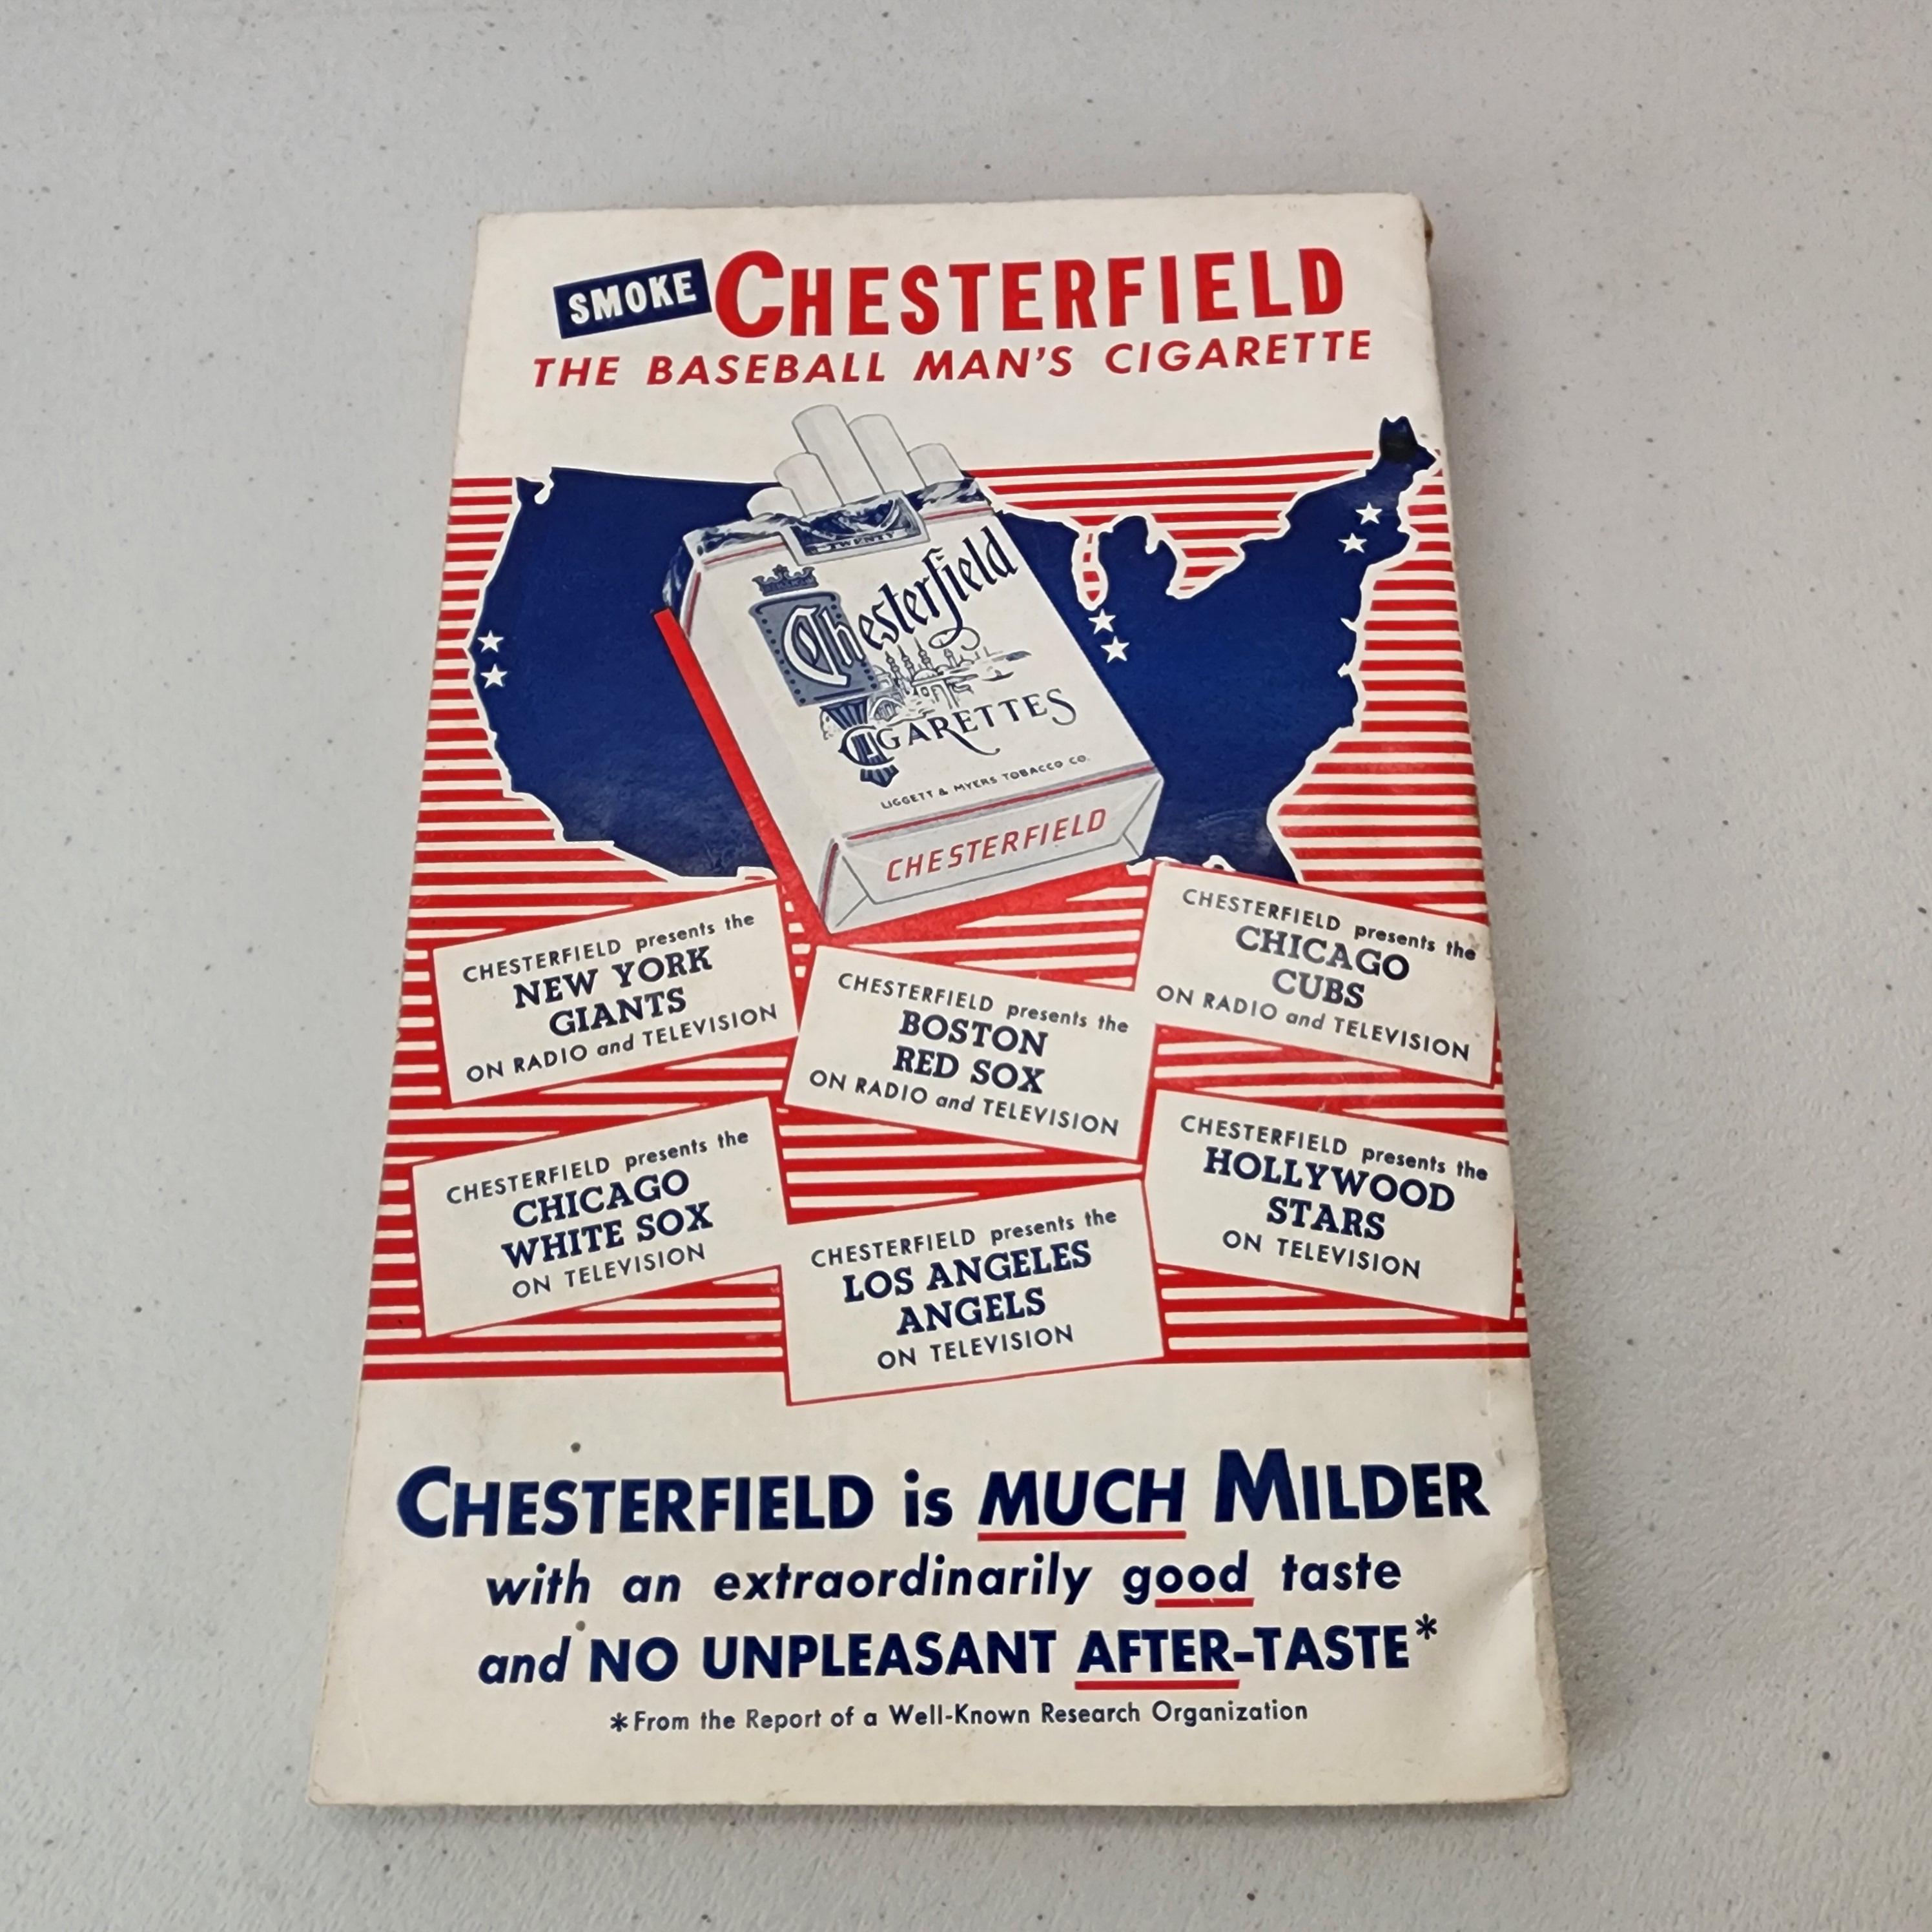 SMOKE CHESTERFIELD
THE BASEBALL MAN'S CIGARETTE
TWENTY
Chesterfield
CIGARETTES
LIGGETT & MYERS TOBACCO CO.
CHESTERFIELD
CHESTERFIELD presents the
NEW YORK
GIANTS
ON RADIO and TELEVISION
CHESTERFIELD presents the
BOSTON
RED SOX
ON RADIO and TELEVISION
CHESTERFIELD presents the
CHICAGO
CUBS
ON RADIO and TELEVISION
CHESTERFIELD presents the
CHICAGO
WHITE SOX
ON TELEVISION
CHESTERFIELD presents the
LOS ANGELES
ANGELS
ON TELEVISION
CHESTERFIELD presents the
HOLLYWOOD
STARS
ON TELEVISION
CHESTERFIELD is MUCH MILDER
with an extraordinarily good taste
and NO UNPLEASANT AFTER-TASTE*
*From the Report of a Well-Known Research Organization